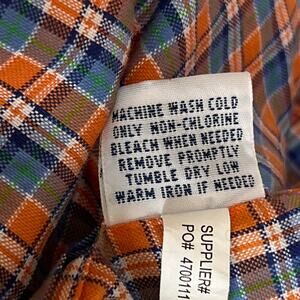 MACHINE WASH COLD
ONLY NON-CHLORINE
BLEACH WHEN NEEDED
REMOVE PROMPTLY
TUMBLE DRY LOW
WARM IRON IF NEEDED
SUPPLIER#
PO# 4700111